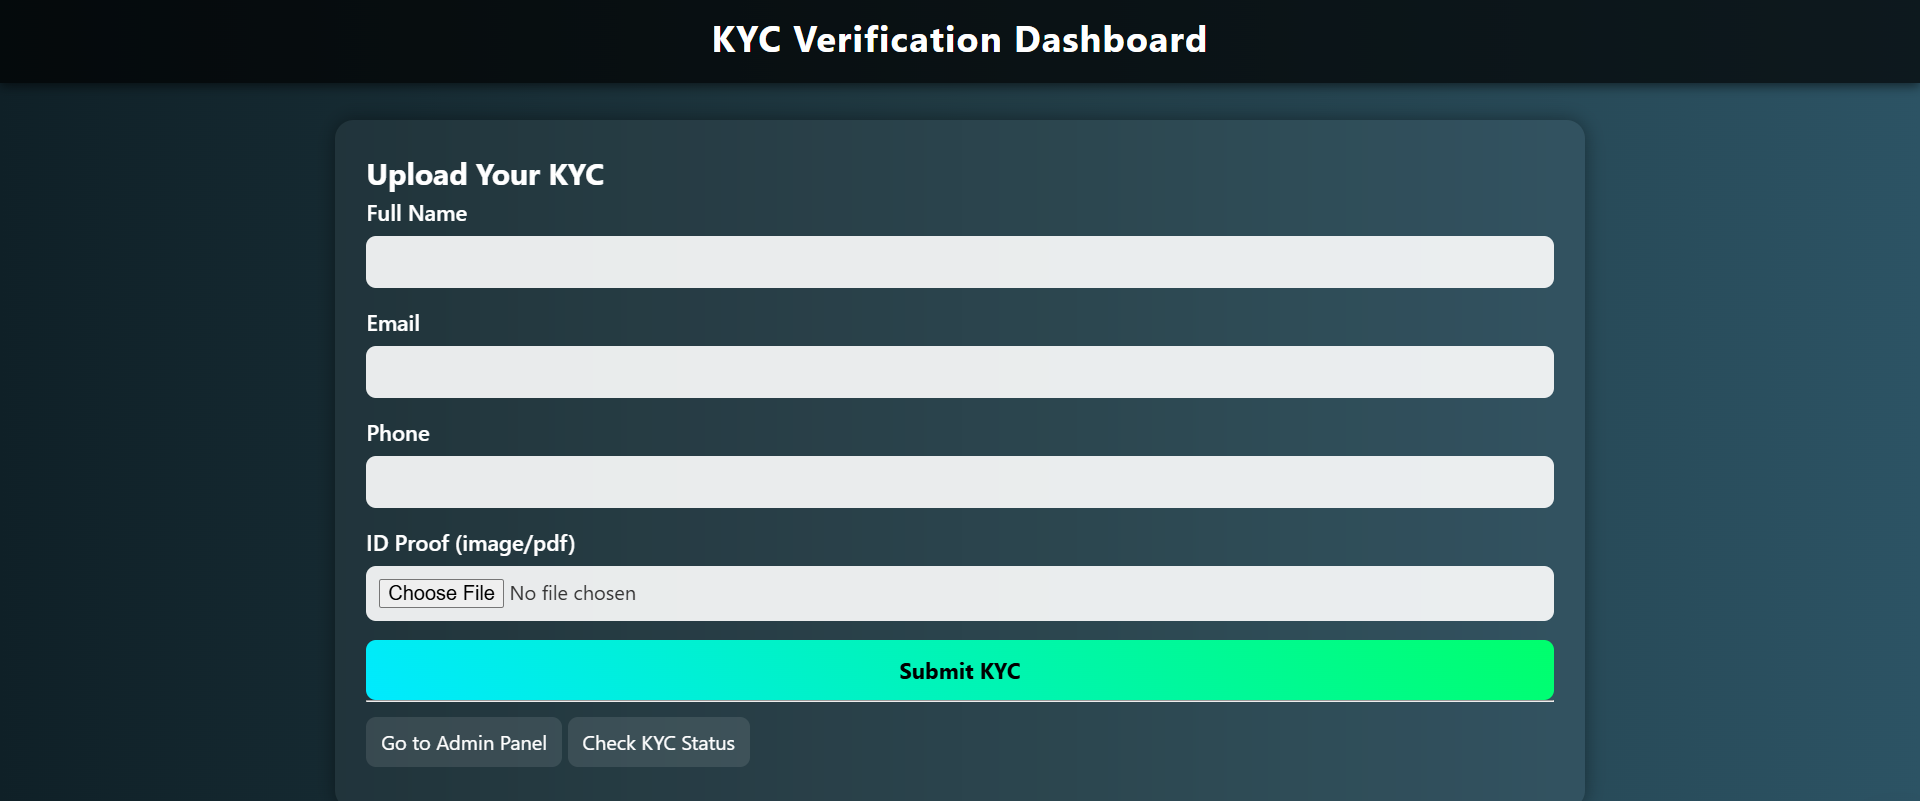 KYC Verification Dashboard
Upload Your KYC
Full Name
Email
Phone
ID Proof (image/pdf)
Choose File No file chosen
Submit KYC
Go to Admin Panel Check KYC Status